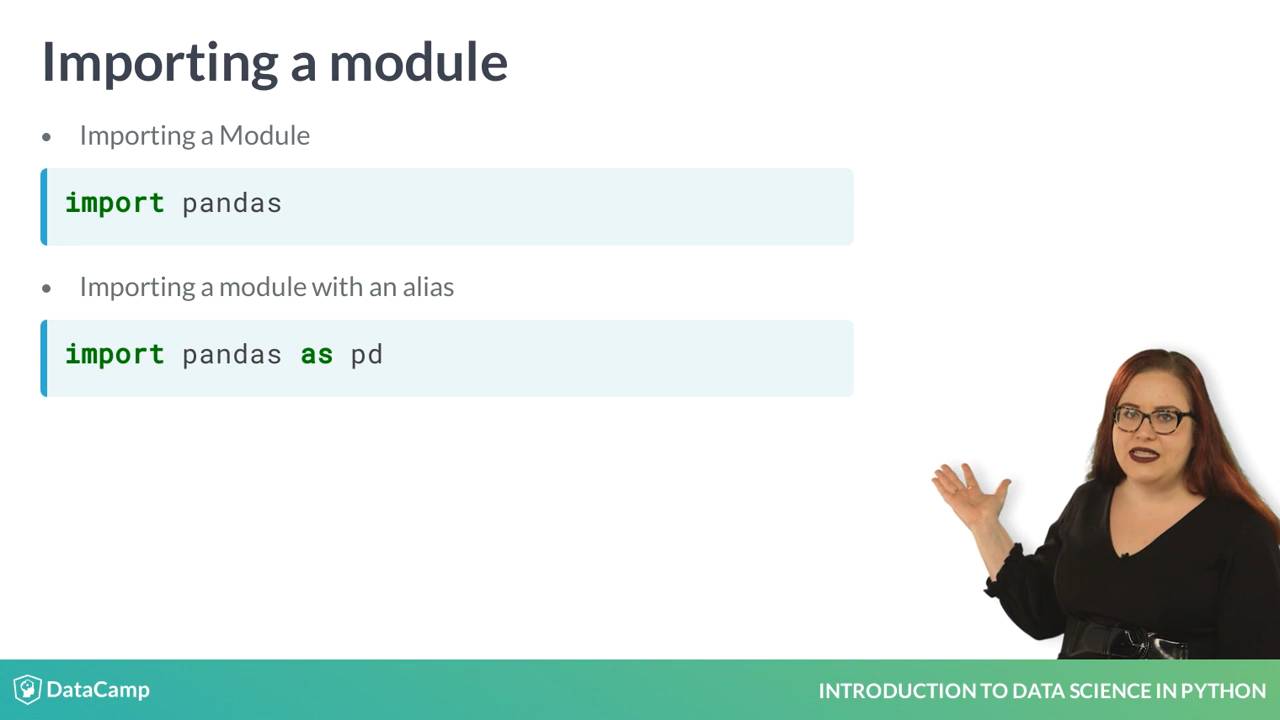 Importing a module
• Importing a Module
import pandas
• Importing a module with an alias
import pandas as pd
DataCamp
INTRODUCTION TO DATA SCIENCE IN PYTHON